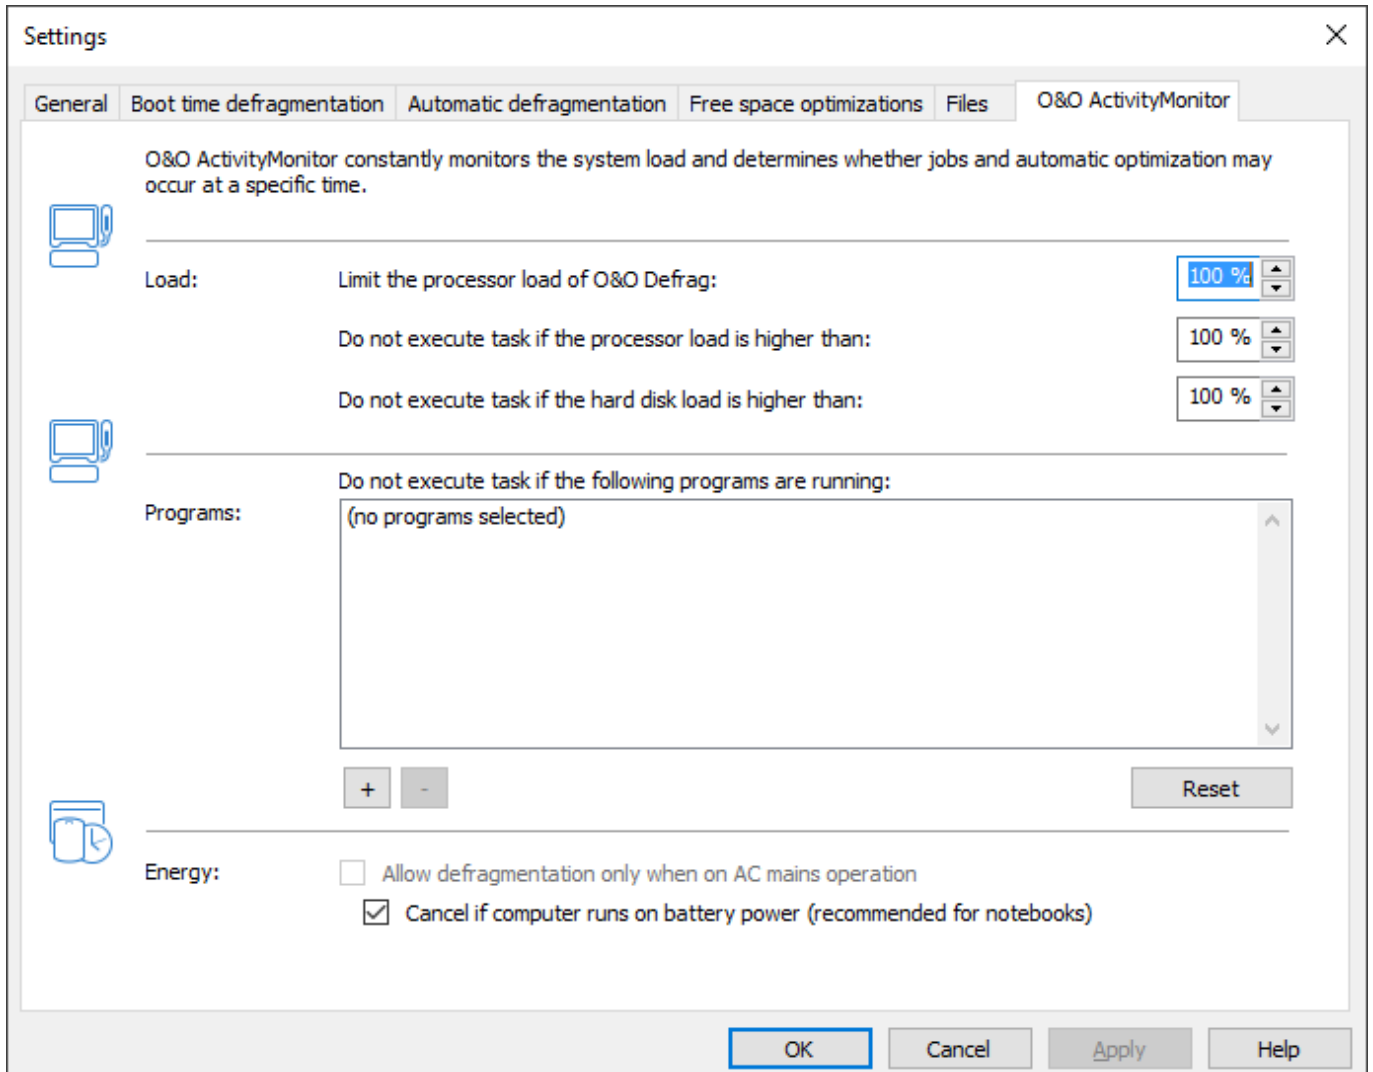 Settings
General
Boot time defragmentation
Automatic defragmentation
Free space optimizations
Files
O&O ActivityMonitor
O&O ActivityMonitor constantly monitors the system load and determines whether jobs and automatic optimization may
occur at a specific time.
Load:
Limit the processor load of O&O Defrag:
100 %
Do not execute task if the processor load is higher than:
100 %
Do not execute task if the hard disk load is higher than:
100 %
Do not execute task if the following programs are running:
Programs:
(no programs selected)
+
-
Reset
Energy:
Allow defragmentation only when on AC mains operation
Cancel if computer runs on battery power (recommended for notebooks)
OK
Cancel
Apply
Help